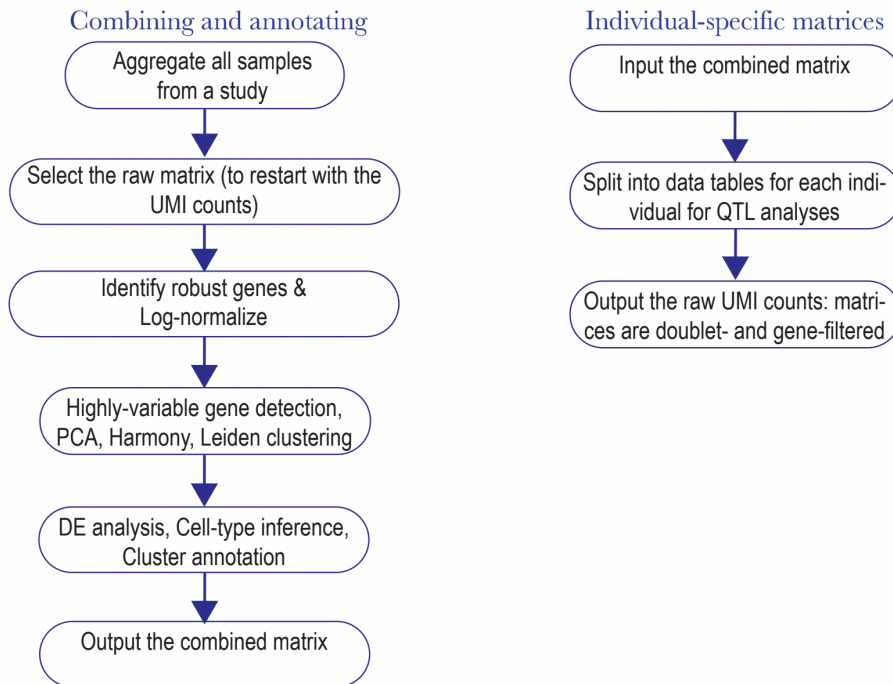 Combining and annotating
Aggregate all samples
from a study
Select the raw matrix (to restart with the
UMI counts)
Identify robust genes &
Log-normalize
Highly-variable gene detection,
PCA, Harmony, Leiden clustering
DE analysis, Cell-type inference,
Cluster annotation
Output the combined matrix
Individual-specific matrices
Input the combined matrix
Split into data tables for each indi-
vidual for QTL analyses
Output the raw UMI counts: matri-
ces are doublet- and gene-filtered